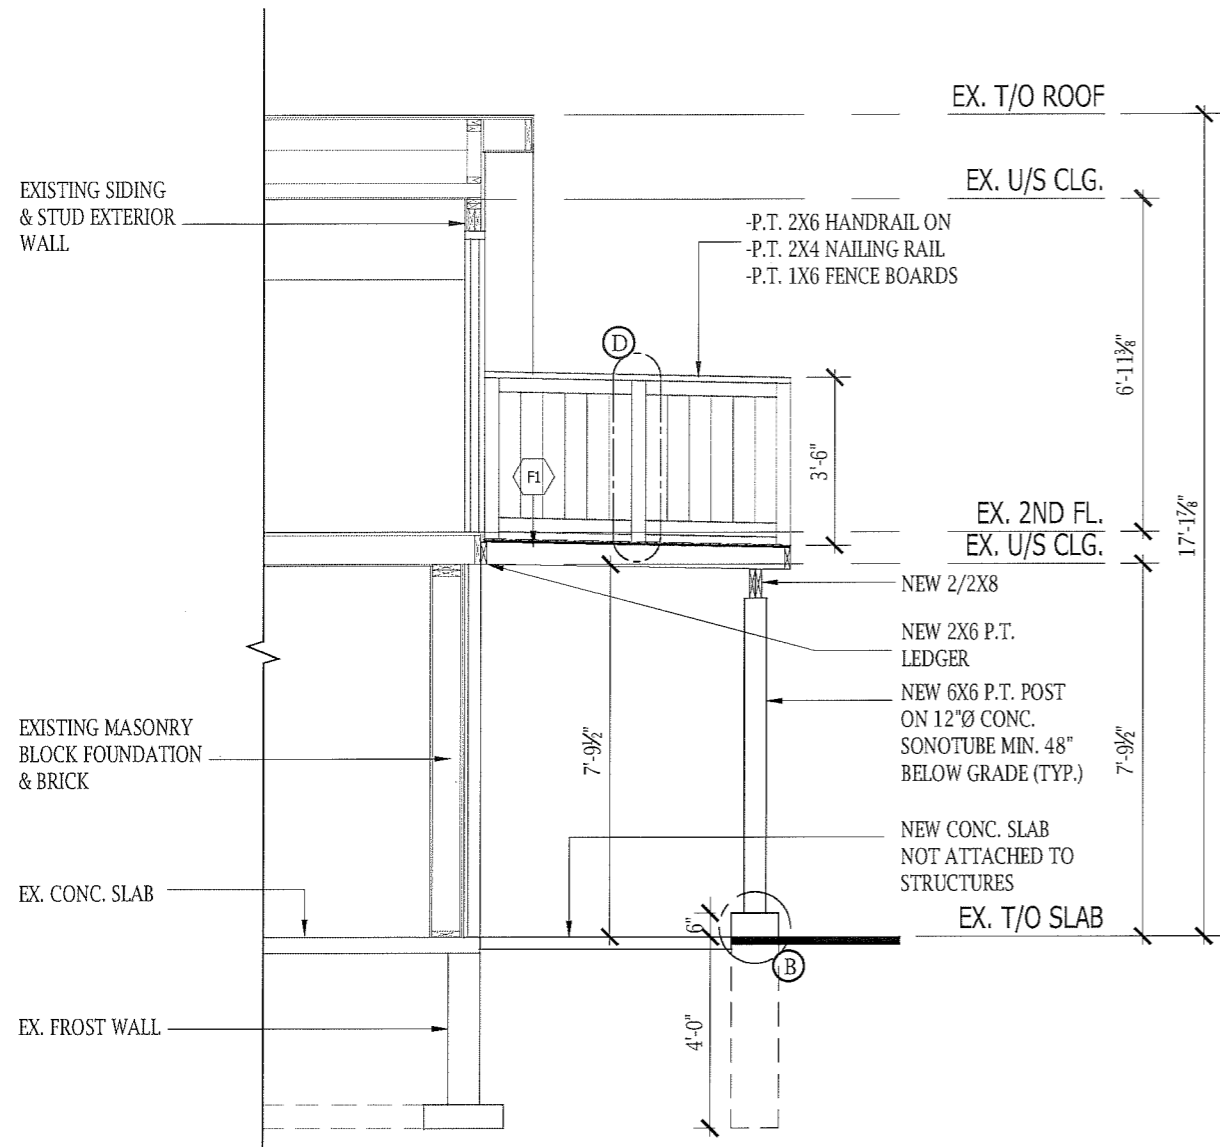 EX. T/O ROOF
EX. U/S CLG.
EXISTING SIDING
& STUD EXTERIOR
WALL
-P.T. 2X6 HANDRAIL ON
-P.T. 2X4 NAILING RAIL
-P.T. 1X6 FENCE BOARDS
D
6'-11⅜"
3'-6"
F1
EX. 2ND FL.
EX. U/S CLG.
17'-1⅞"
NEW 2/2X8
NEW 2X6 P.T.
LEDGER
NEW 6X6 P.T. POST
ON 12"Ø CONC.
SONOTUBE MIN. 48"
BELOW GRADE (TYP.)
EXISTING MASONRY
BLOCK FOUNDATION
& BRICK
7'-9½"
7'-9½"
NEW CONC. SLAB
NOT ATTACHED TO
STRUCTURES
EX. CONC. SLAB
6"
EX. T/O SLAB
B
EX. FROST WALL
4'-0"